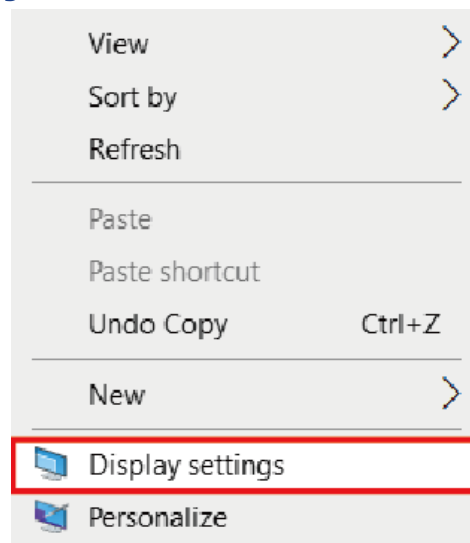 View
Sort by
Refresh
Paste
Paste shortcut
Undo Copy Ctrl+Z
New
Display settings
Personalize